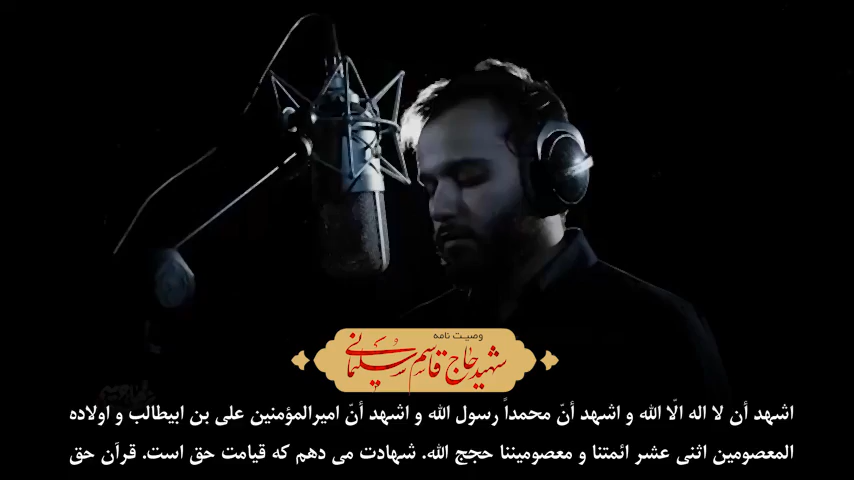 وصیت نامه
شهید حاج قاسم سلیمانی
اشهد أن لا اله الّا الله و اشهد أنّ محمداً رسول الله و اشهد أنّ امیرالمؤمنین علی بن ابیطالب و اولاده
المعصومین اثنی عشر ائمتنا و معصومیننا حجج الله. شهادت می دهم که قیامت حق است. قرآن حق